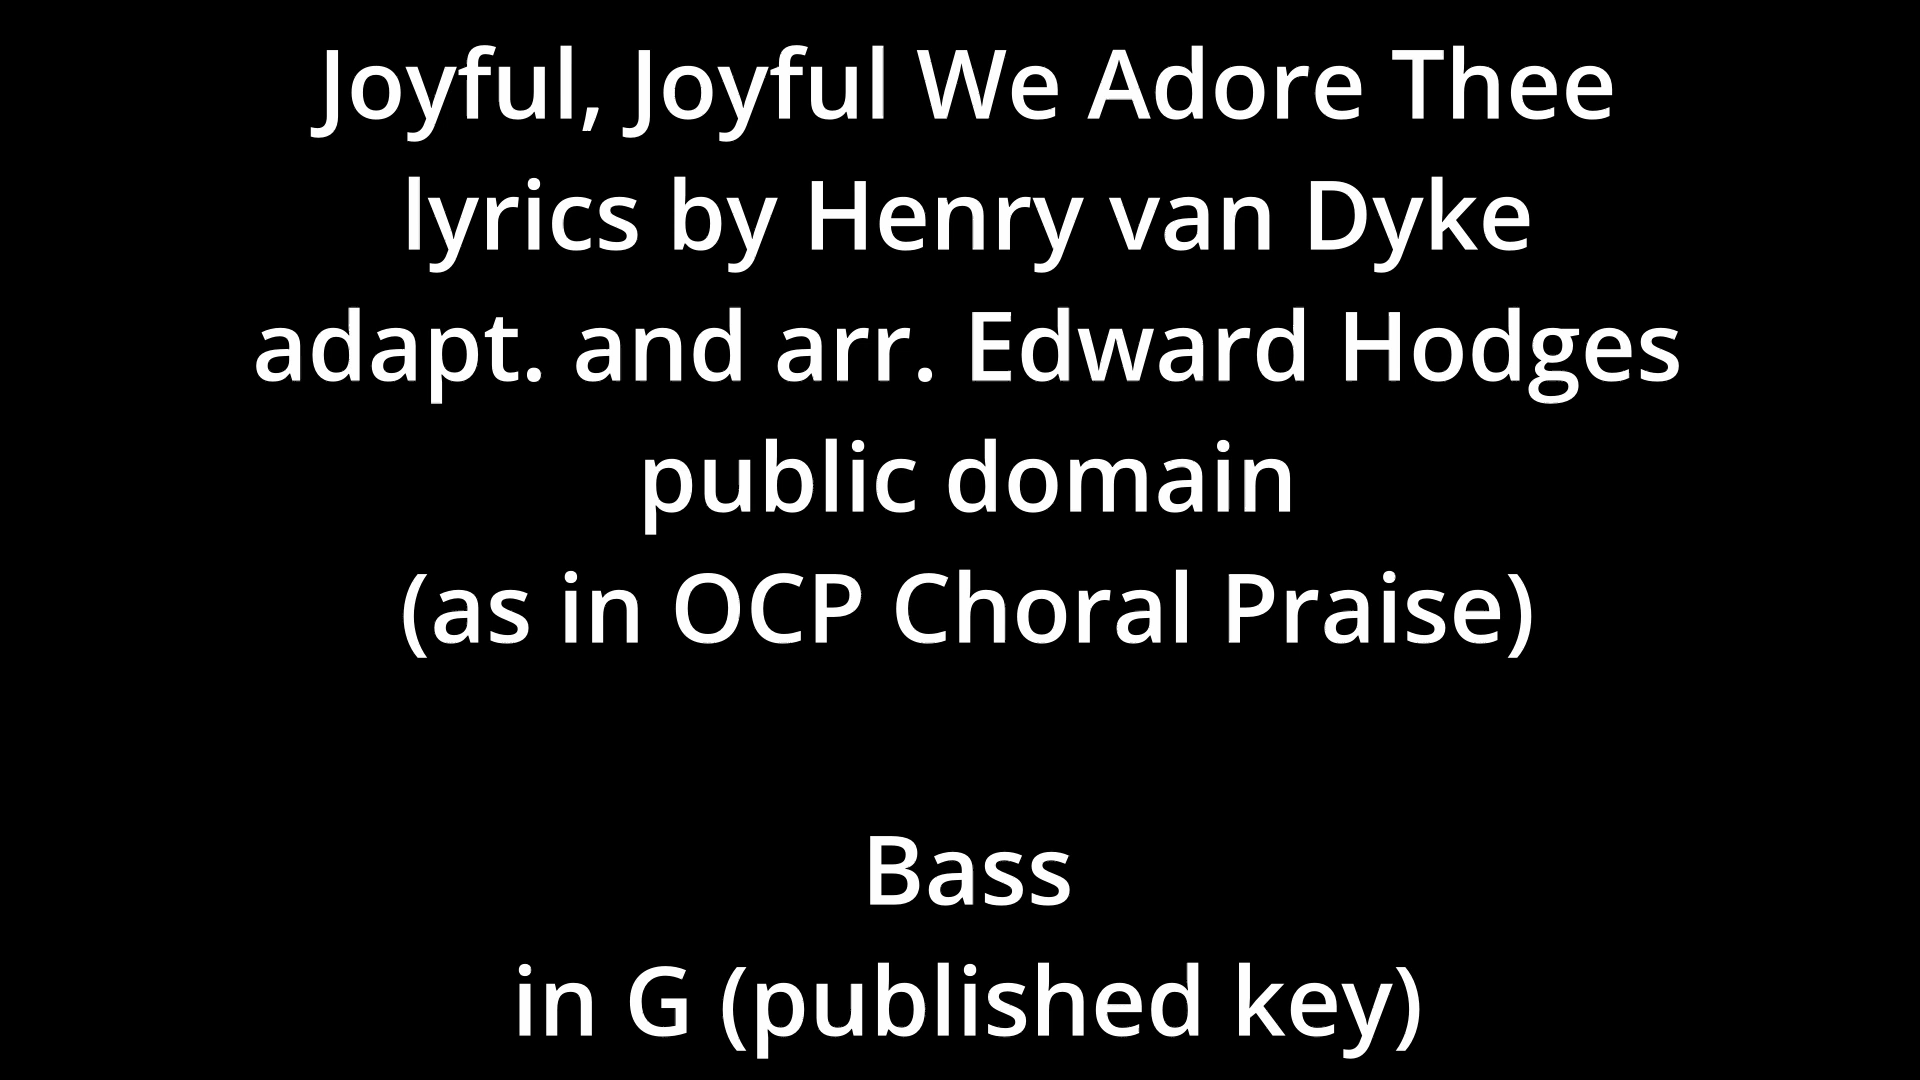 Joyful, Joyful We Adore Thee
lyrics by Henry van Dyke
adapt. and arr. Edward Hodges
public domain
(as in OCP Choral Praise)
Bass
in G (published key)